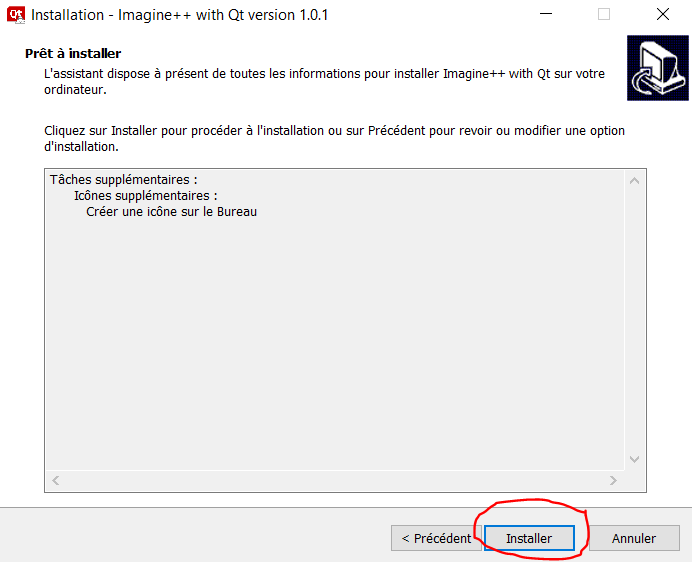 Qt Installation - Imagine++ with Qt version 1.0.1
Prêt à installer
L'assistant dispose à présent de toutes les informations pour installer Imagine++ with Qt sur votre
ordinateur.
Cliquez sur Installer pour procéder à l'installation ou sur Précédent pour revoir ou modifier une option
d'installation.
Tâches supplémentaires :
Icônes supplémentaires :
Créer une icône sur le Bureau
< Précédent Installer Annuler